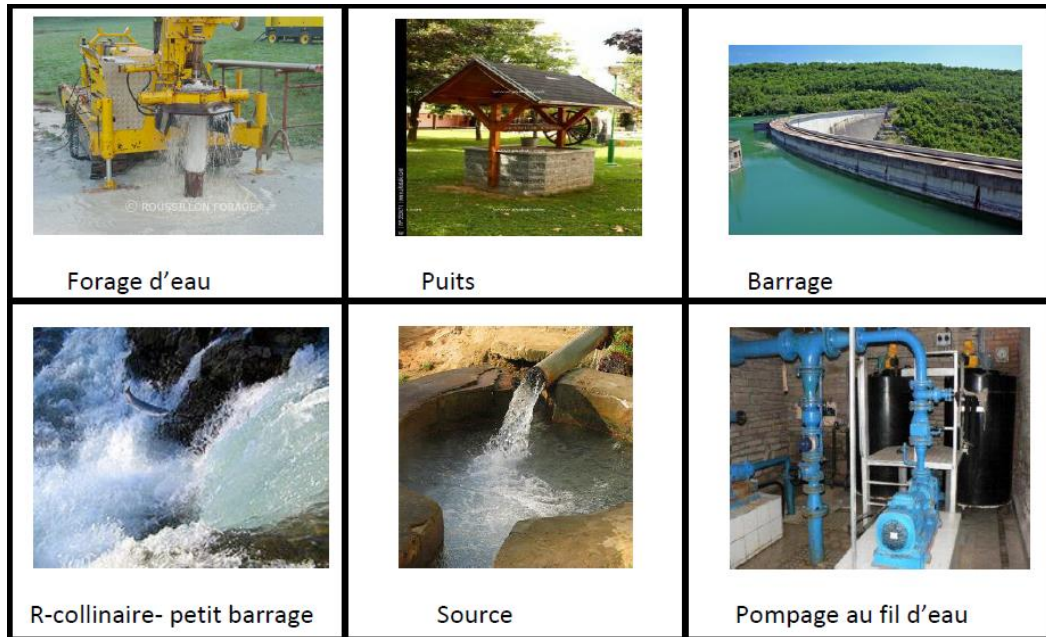 © ROUSSILLON FORAGE
Forage d’eau
Puits
Barrage
R-collinaire- petit barrage
Source
Pompage au fil d’eau